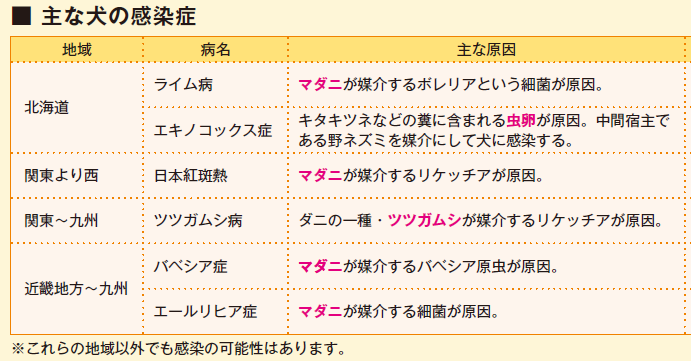 ■ 主な犬の感染症
地域 病名 主な原因
北海道
ライム病 マダニが媒介するボレリアという細菌が原因。
エキノコックス症 キタキツネなどの糞に含まれる虫卵が原因。中間宿主で
ある野ネズミを媒介にして犬に感染する。
関東より西 日本紅斑熱 マダニが媒介するリケッチアが原因。
関東～九州 ツツガムシ病 ダニの一種・ツツガムシが媒介するリケッチアが原因。
近畿地方～九州
バベシア症 マダニが媒介するバベシア原虫が原因。
エールリヒア症 マダニが媒介する細菌が原因。
※これらの地域以外でも感染の可能性はあります。